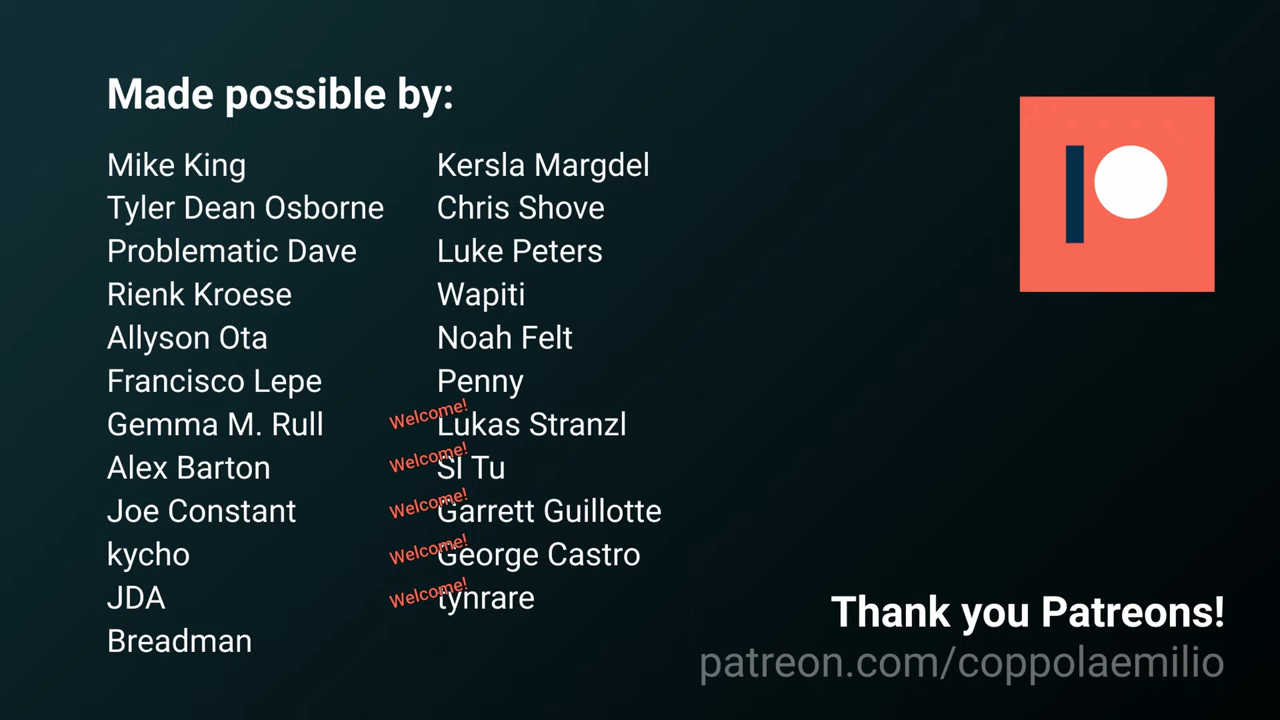 Made possible by:
Mike King
Tyler Dean Osborne
Problematic Dave
Rienk Kroese
Allyson Ota
Francisco Lepe
Gemma M. Rull
Alex Barton
Joe Constant
kycho
JDA
Breadman
Kersla Margdel
Chris Shove
Luke Peters
Wapiti
Noah Felt
Penny
Welcome! Lukas Stranzl
Welcome! SI Tu
Welcome! Garrett Guillotte
Welcome! George Castro
Welcome! tynrare
Thank you Patreons!
patreon.com/coppolaemilio